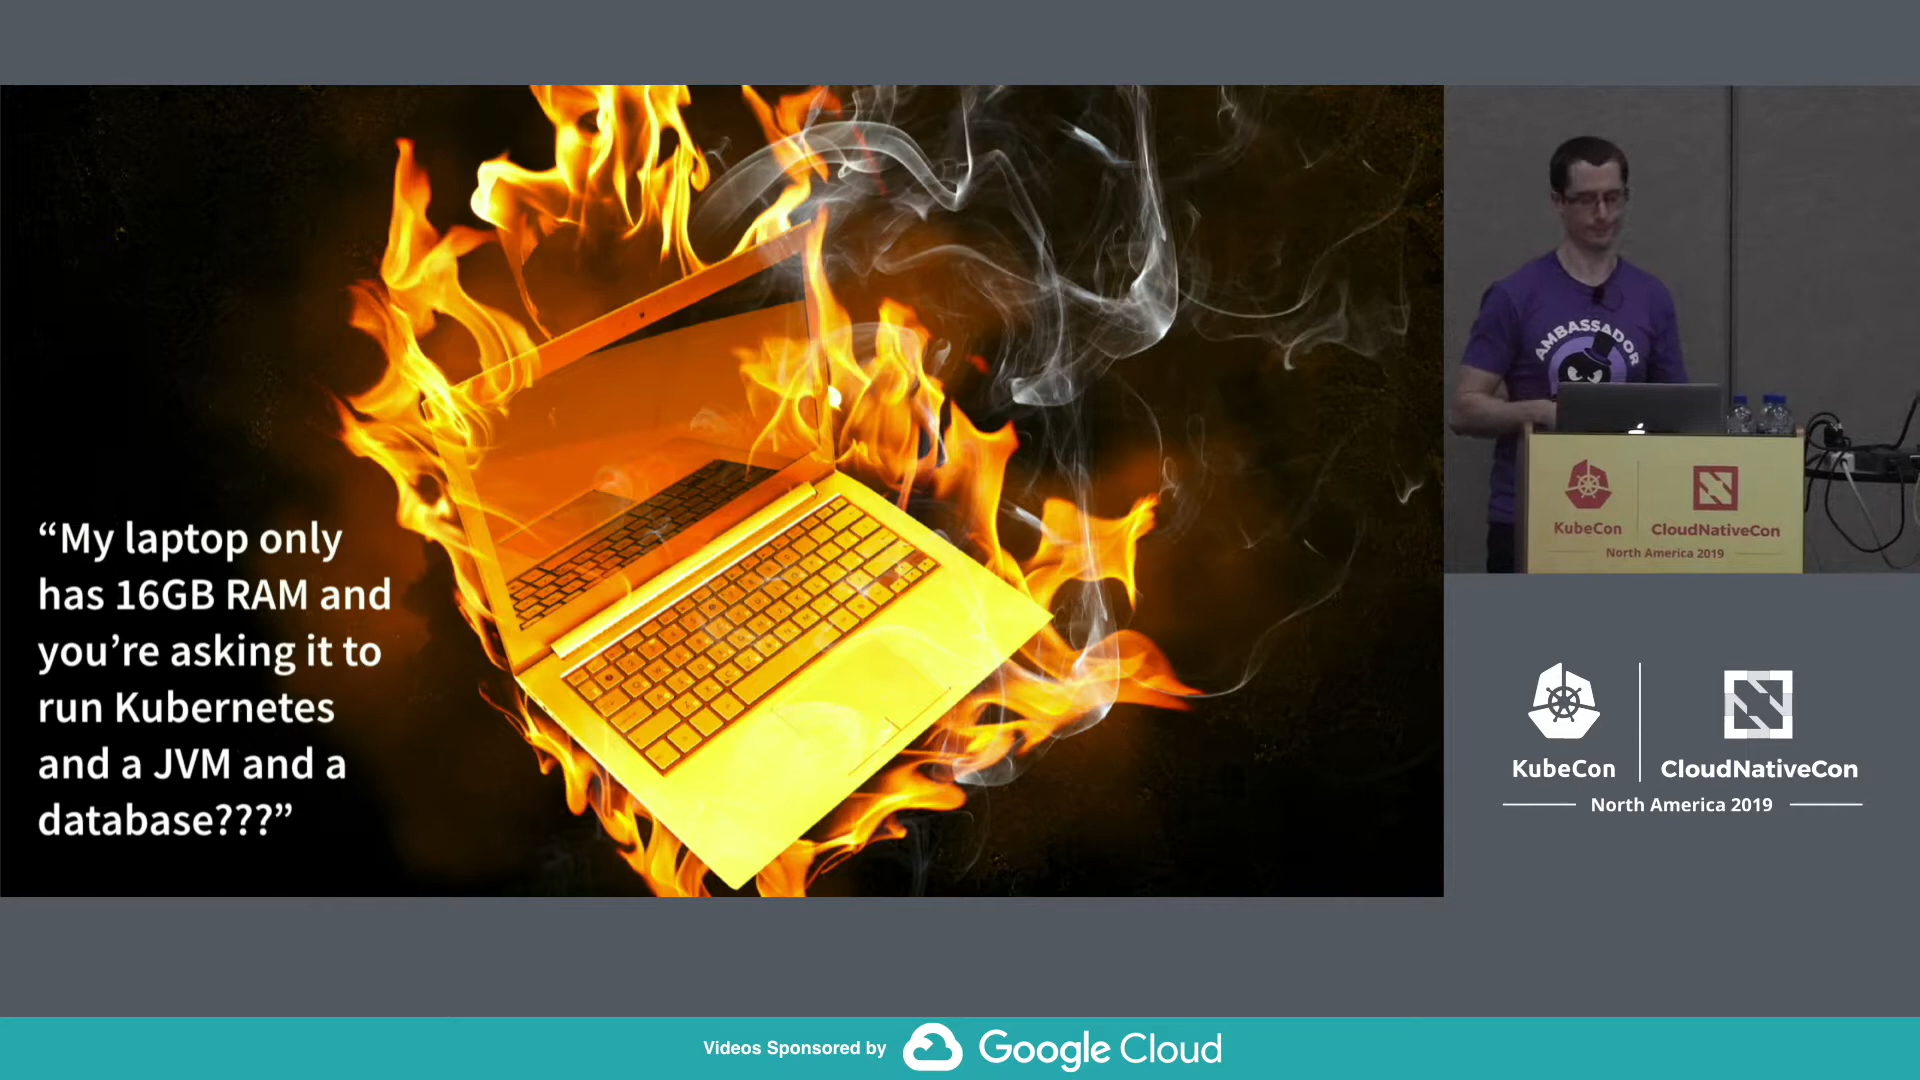 “My laptop only
has 16GB RAM and
you’re asking it to
run Kubernetes
and a JVM and a
database???”
AMBASSADOR
KubeCon
CloudNativeCon
North America 2019
KubeCon
CloudNativeCon
North America 2019
Videos Sponsored by
Google Cloud